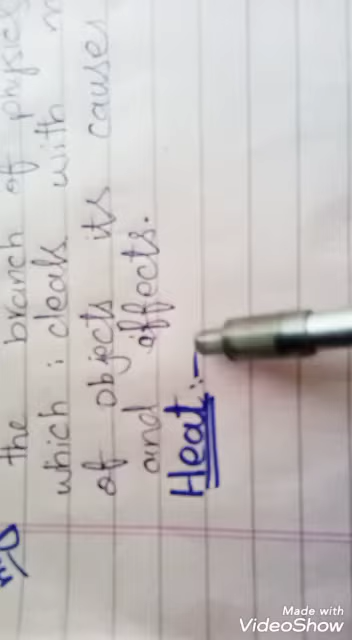 the branch of physics
which : deals with m
of objects its causes
and effects.
Heat:-
Made with
VideoShow